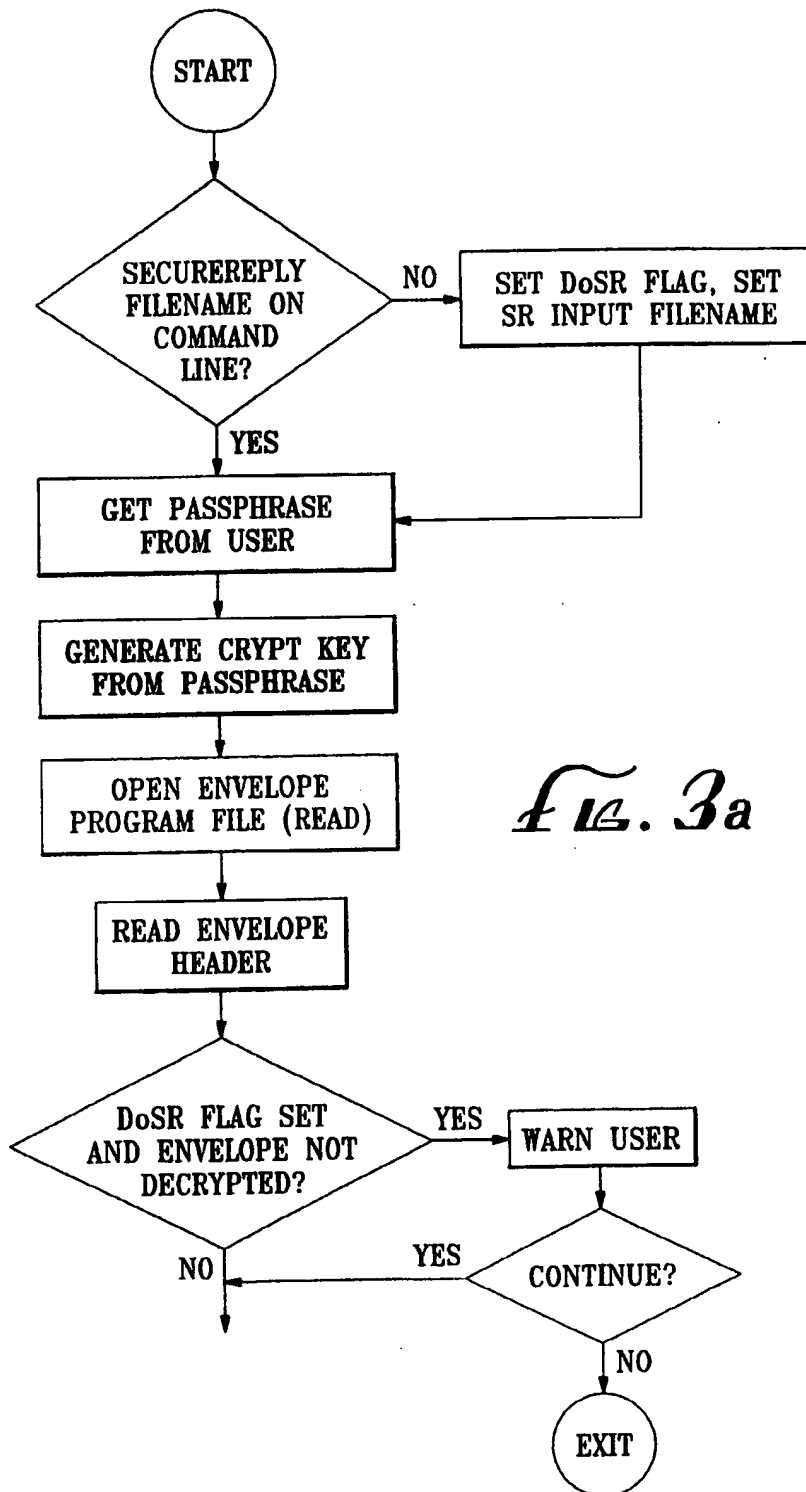 START
SECUREREPLY
FILENAME ON
COMMAND
LINE?
NO
SET DoSR FLAG, SET
SR INPUT FILENAME
YES
GET PASSPHRASE
FROM USER
GENERATE CRYPT KEY
FROM PASSPHRASE
OPEN ENVELOPE
PROGRAM FILE (READ)
FIG. 3a
READ ENVELOPE
HEADER
DoSR FLAG SET
AND ENVELOPE NOT
DECRYPTED?
YES
WARN USER
NO
YES
CONTINUE?
NO
EXIT